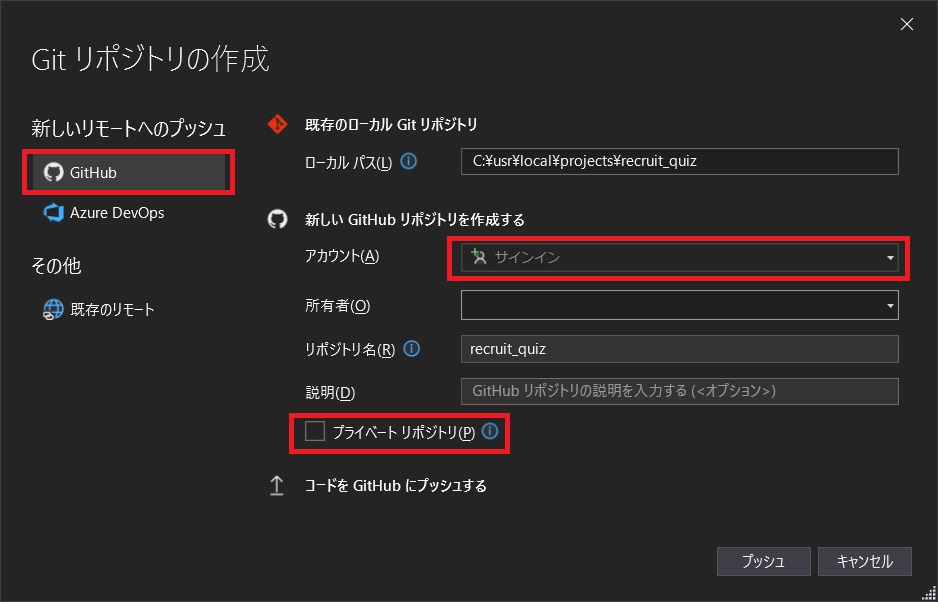 Git リポジトリの作成
新しいリモートへのプッシュ
GitHub
Azure DevOps
その他
既存のリモート
既存のローカル Git リポジトリ
ローカル パス(L)
C:¥usr¥local¥projects¥recruit_quiz
新しい GitHub リポジトリを作成する
アカウント(A)
サインイン
所有者(O)
リポジトリ名(R)
recruit_quiz
説明(D)
GitHub リポジトリの説明を入力する (<オプション>)
プライベート リポジトリ(P)
コードを GitHub にプッシュする
プッシュ
キャンセル